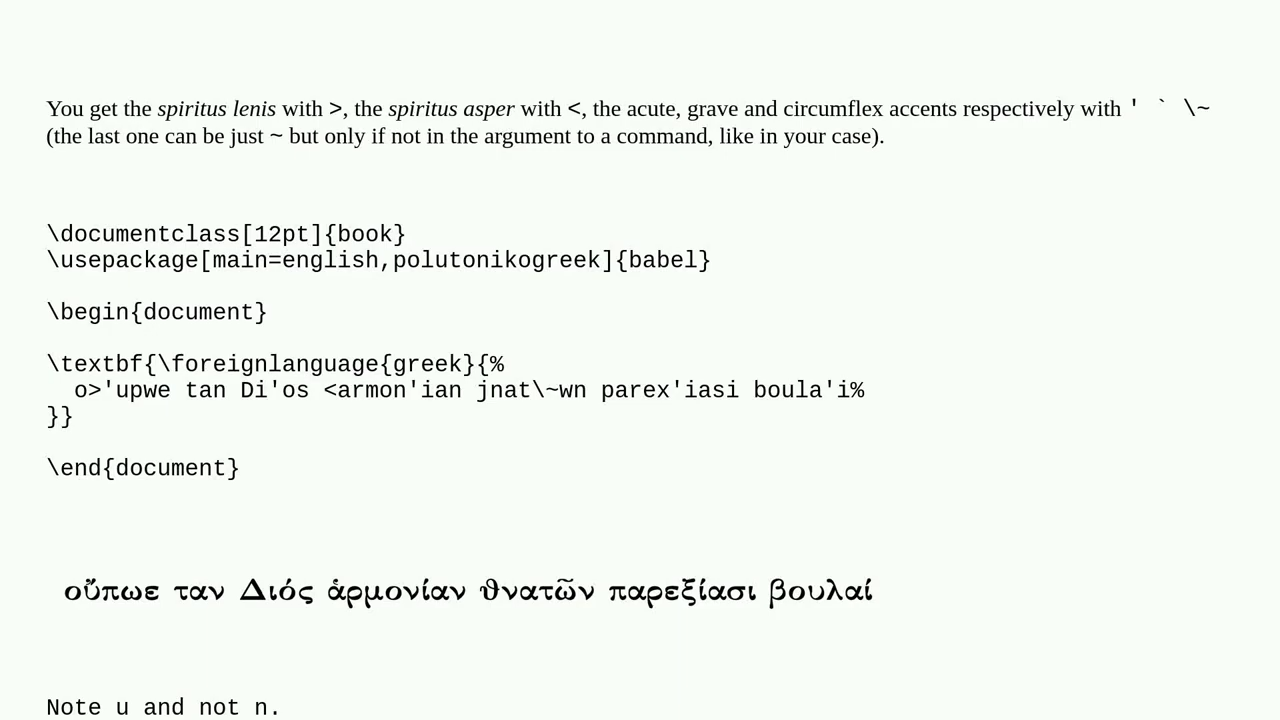 You get the spiritus lenis with >, the spiritus asper with <, the acute, grave and circumflex accents respectively with ' ` \~
(the last one can be just ~ but only if not in the argument to a command, like in your case).
\documentclass[12pt]{book}
\usepackage[main=english,polutonikogreek]{babel}
\begin{document}
\textbf{\foreignlanguage{greek}{%
  o>'upwe tan Di'os <armon'ian jnat\~wn parex'iasi boula'i%
}}
\end{document}
οὔπωε ταν Διός ἁρμονίαν ϑνατῶν παρεξίασι βουλαί
Note u and not n.